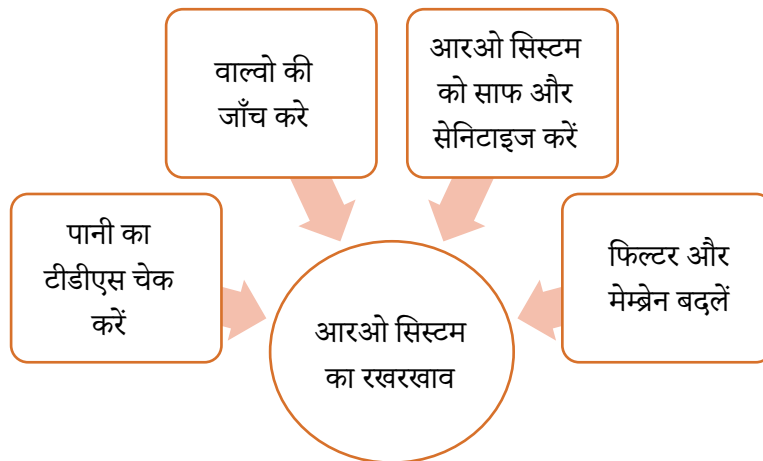 वाल्वो की
जाँच करे
आरओ सिस्टम
को साफ और
सेनिटाइज करें
पानी का
टीडीएस चेक
करें
फिल्टर और
मेम्ब्रेन बदलें
आरओ सिस्टम
का रखरखाव